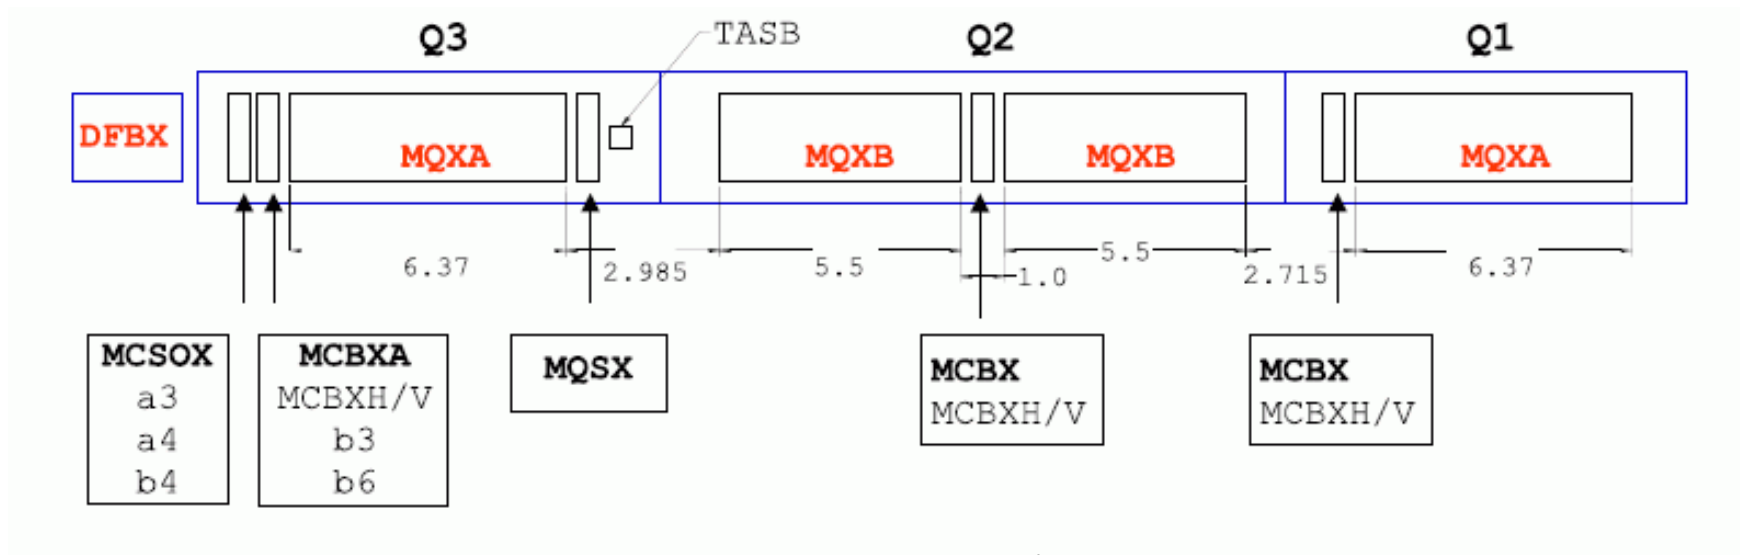 Q3
TASB
Q2
Q1
DFBX
MQXA
MQXB
MQXB
MQXA
6.37
2.985
5.5
1.0
5.5
2.715
6.37
MCSOX
a3
a4
b4
MCBXA
MCBXH/V
b3
b6
MQSX
MCBX
MCBXH/V
MCBX
MCBXH/V